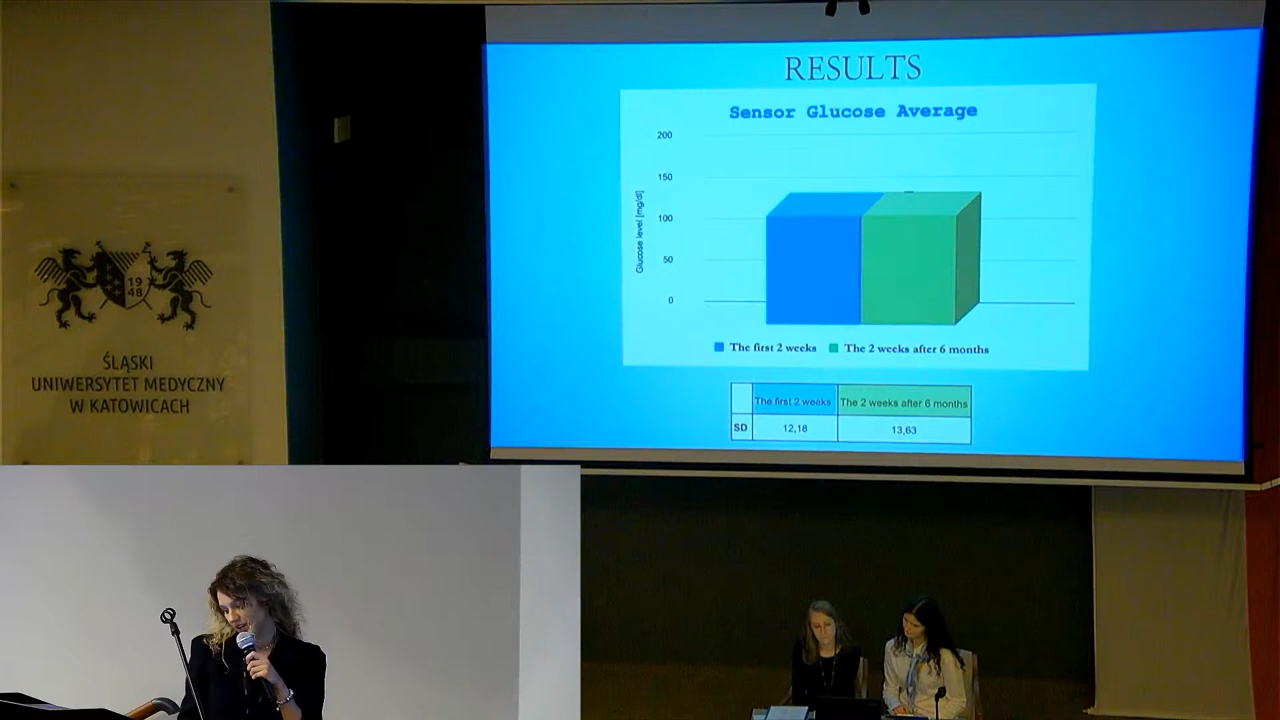 RESULTS
Sensor Glucose Average
200
150
100
50
0
Glucose level [mg/dl]
The first 2 weeks
The 2 weeks after 6 months
The first 2 weeks
The 2 weeks after 6 months
SD
12,18
13,63
19
48
ŚLĄSKI
UNIWERSYTET MEDYCZNY
W KATOWICACH